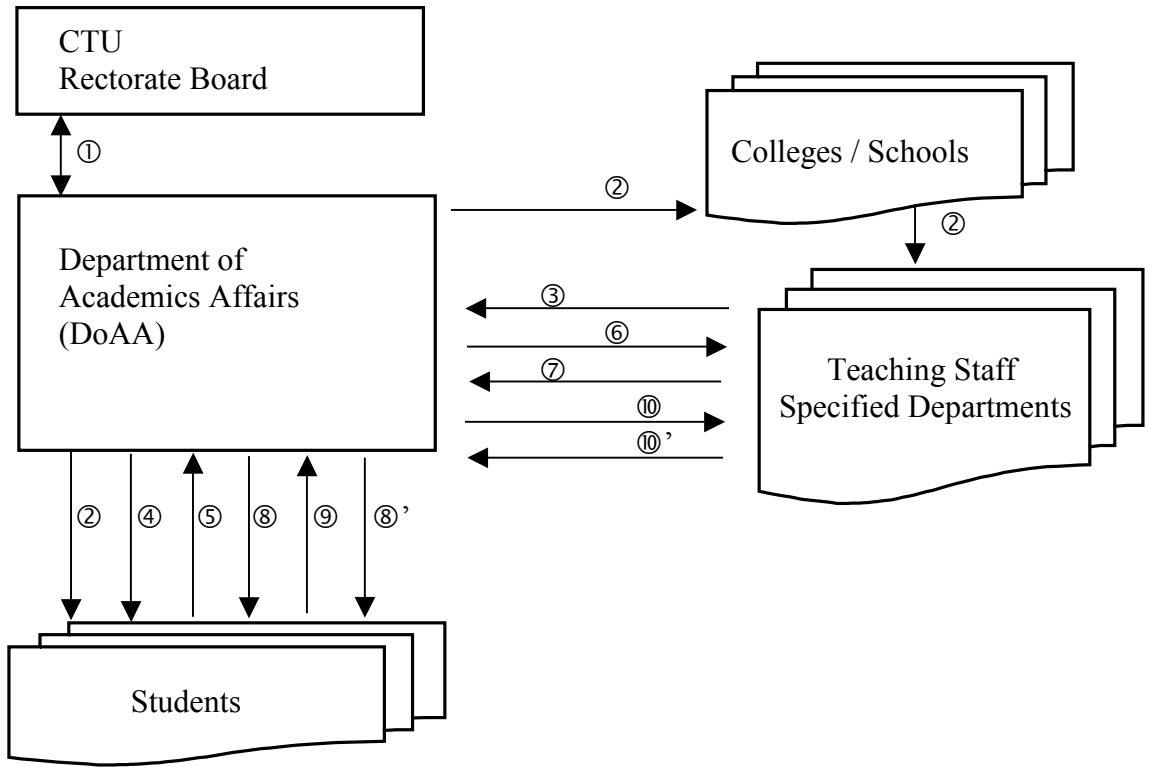 CTU
Rectorate Board
①
Colleges / Schools
②
②
Department of
Academics Affairs
(DoAA)
③
⑥
⑦
⑩
⑩’
Teaching Staff
Specified Departments
② ④ ⑤ ⑧ ⑨ ⑧’
Students